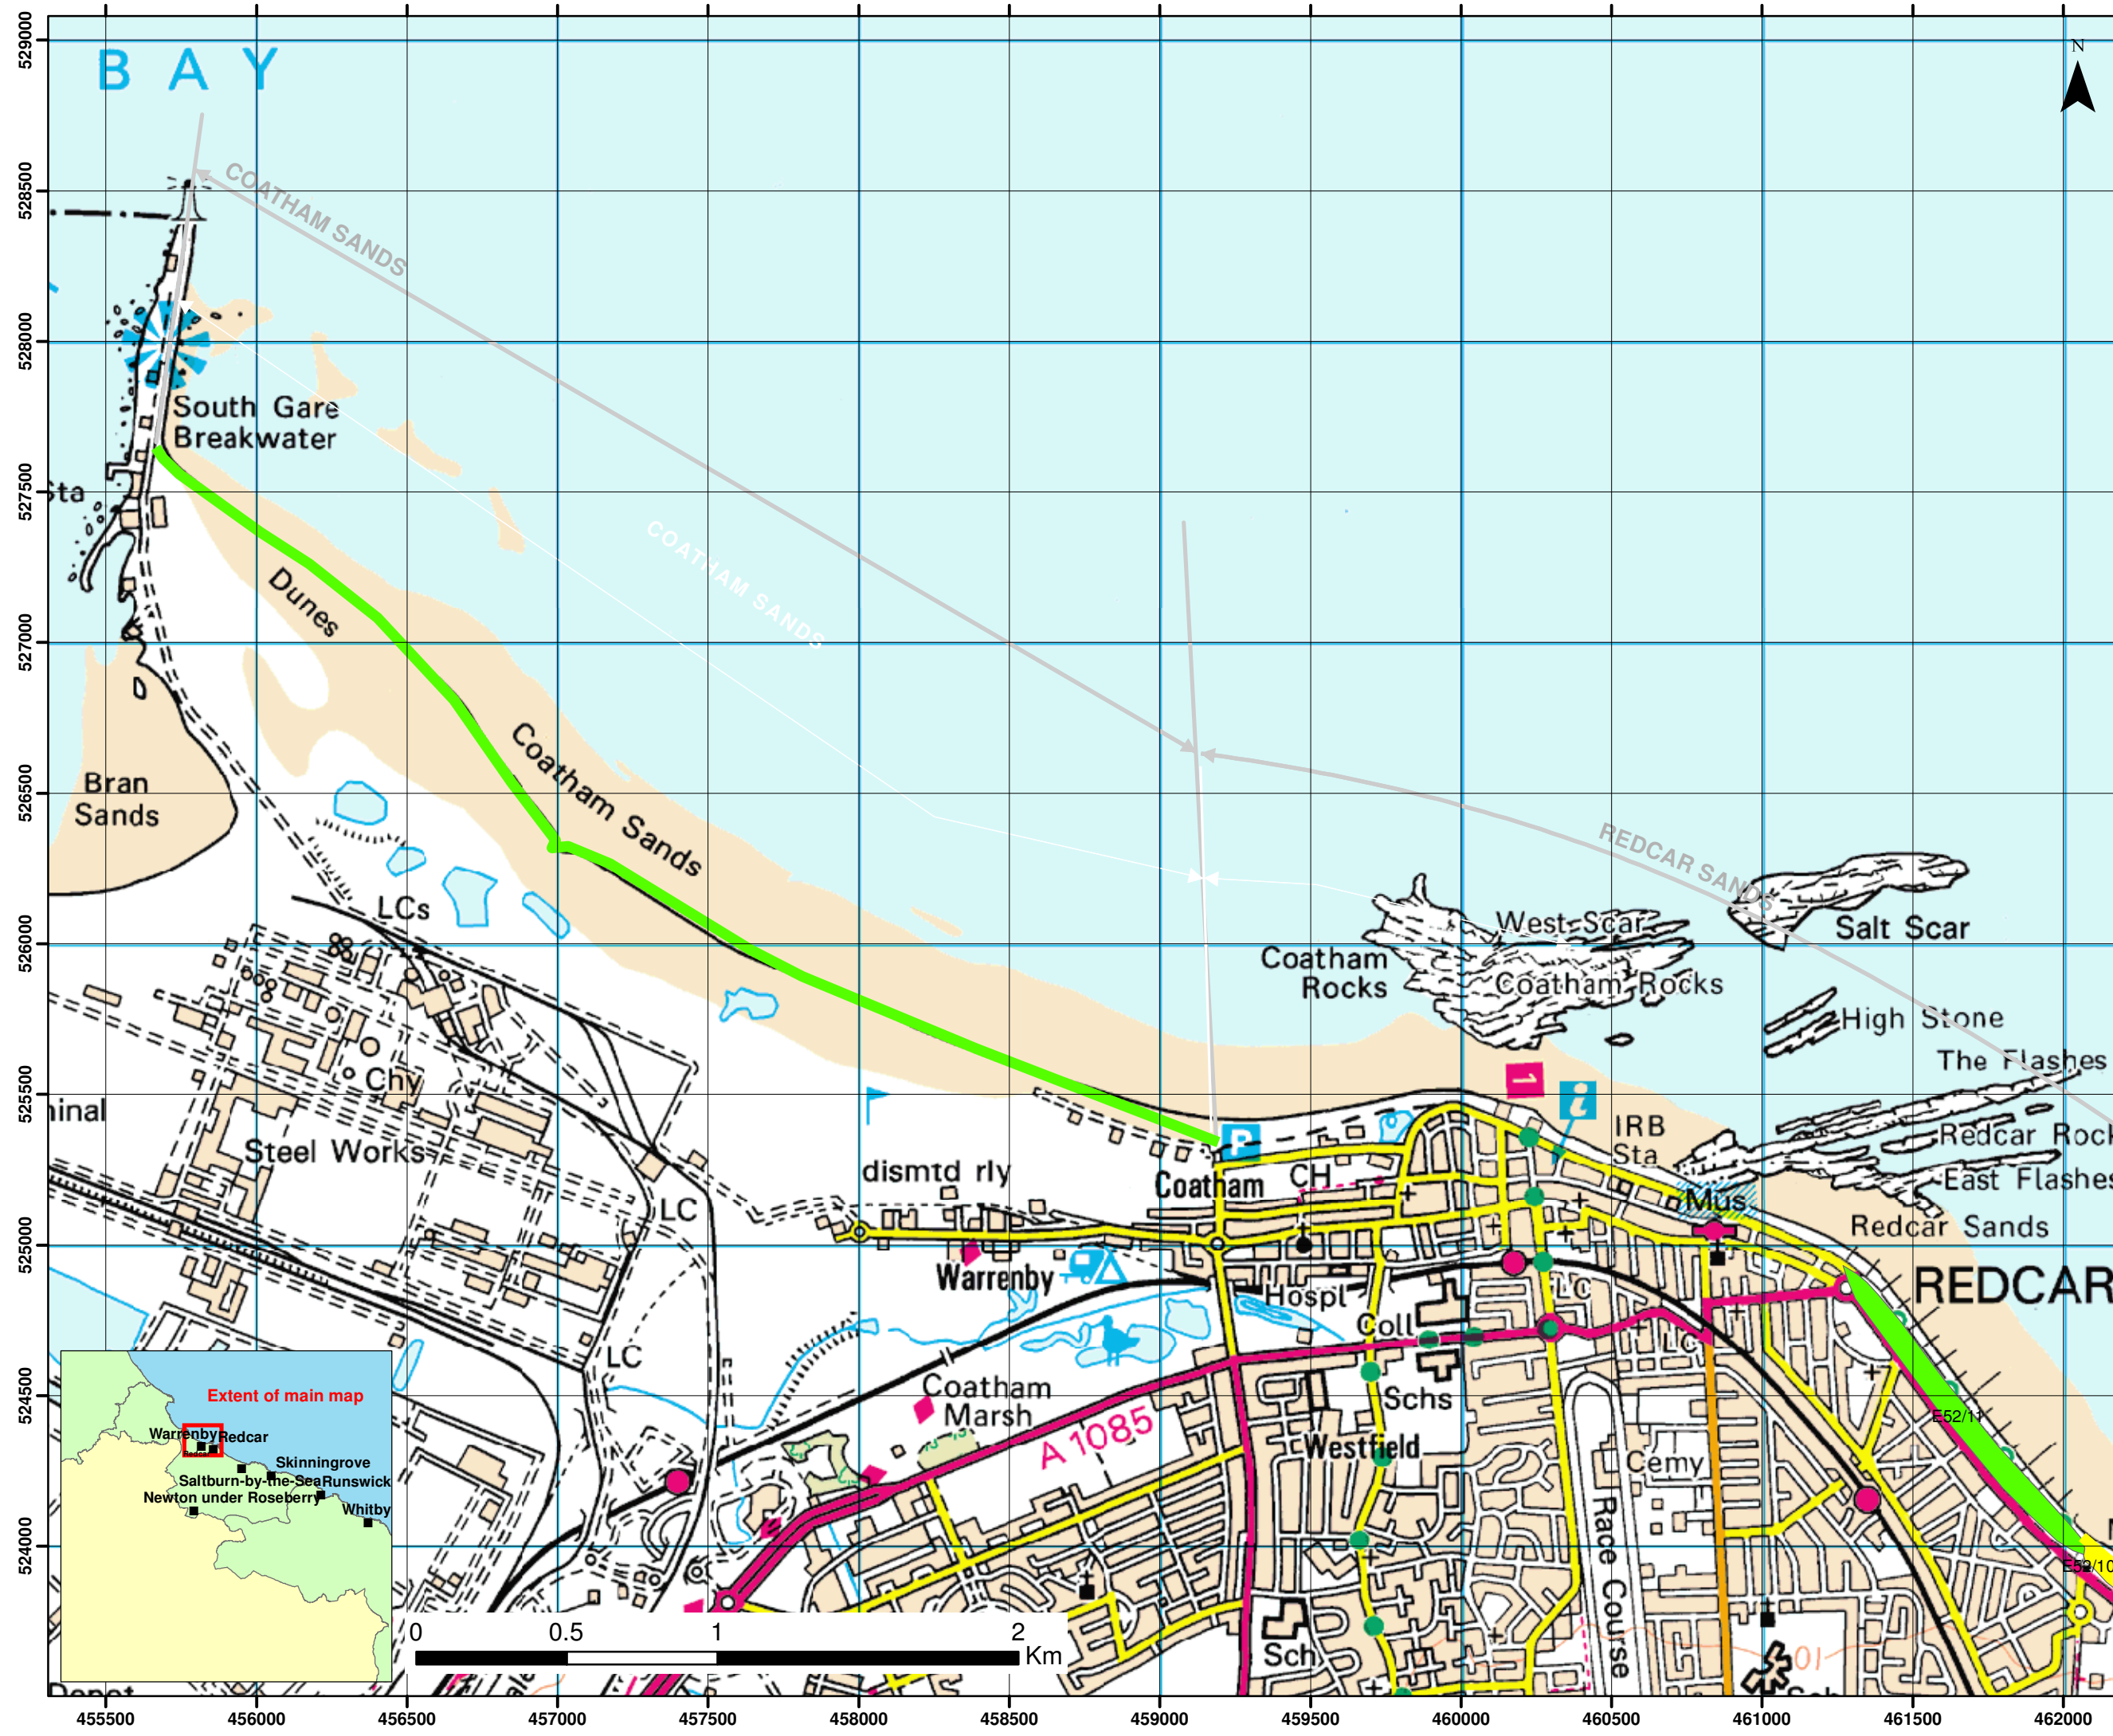 529000
528500
528000
527500
527000
526500
526000
525500
525000
524500
524000
B A Y
N
COATHAM SANDS
South Gare
Breakwater
Sta
COATHAM SANDS
Dunes
Coatham Sands
Bran
Sands
LCs
REDCAR SANDS
West Scar
Salt Scar
Coatham
Rocks
Coatham Rocks
High Stone
The Flashes
Chy
Steel Works
1
i
IRB
Sta
Redcar Rock
East Flashes
P
dismtd rly
CH
Coatham
Mus
Redcar Sands
LC
Warrenby
Hospl
LC
REDCAR
Coll
LC
LC
Coatham
Marsh
Schs
A 1085
Westfield
E52/11
Cemy
Race Course
E52/10
Sch
10
Extent of main map
Warrenby
Redcar
Skinningrove
Saltburn-by-the-Sea
Runswick
Newton under Roseberry
Whitby
0 0.5 1 2
Km
Depot
455500 456000 456500 457000 457500 458000 458500 459000 459500 460000 460500 461000 461500 462000